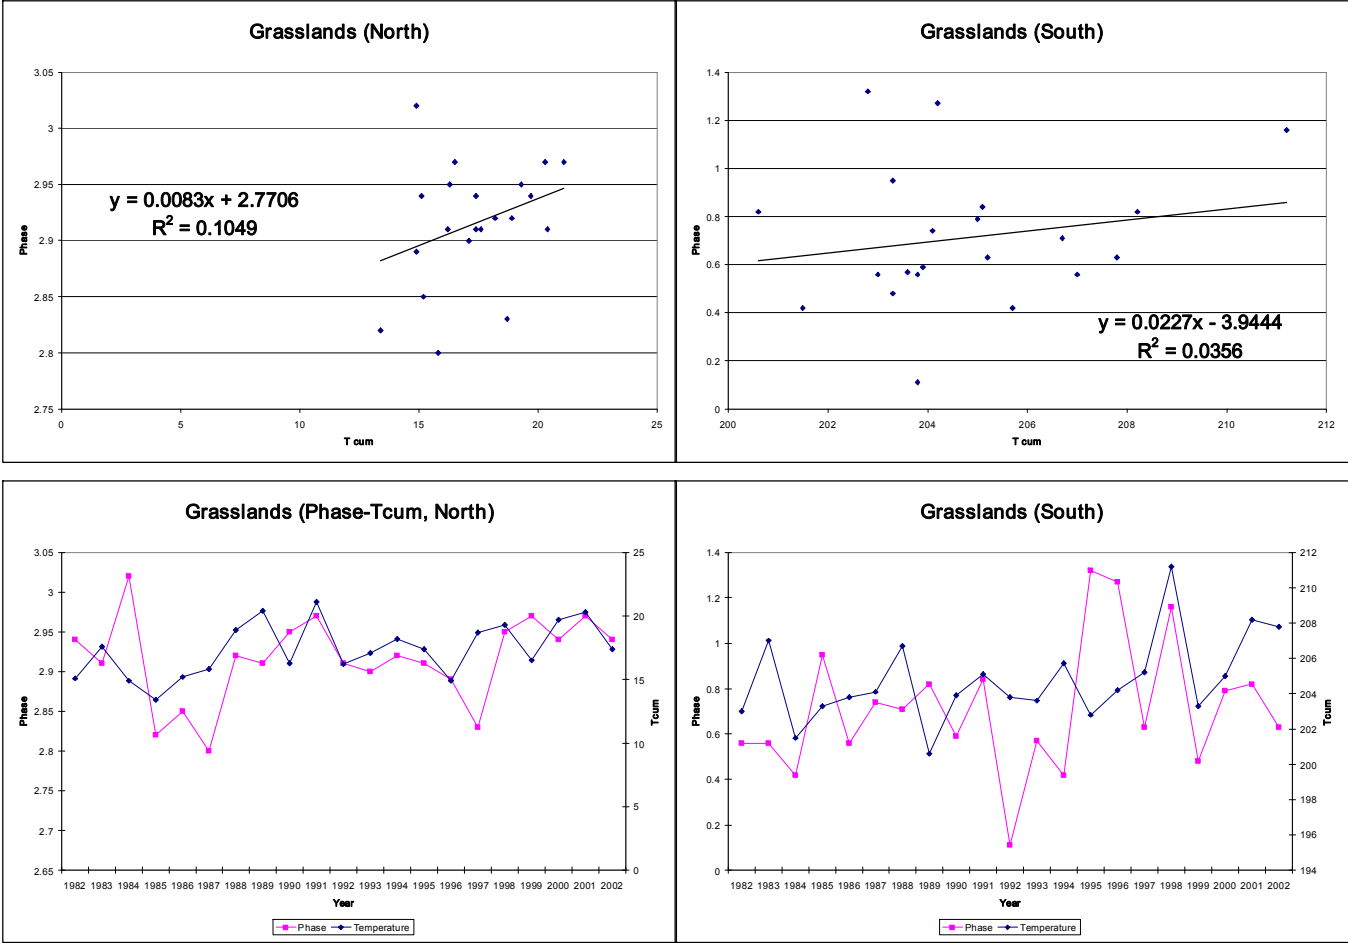 Grasslands (North)
3.05
3
2.95
2.9
2.85
2.8
2.75
Phase
y = 0.0083x + 2.7706
R² = 0.1049
0 5 10 15 20 25
T cum
Grasslands (South)
1.4
1.2
1
0.8
0.6
0.4
0.2
0
Phase
y = 0.0227x - 3.9444
R² = 0.0356
200 202 204 206 208 210 212
T cum
Grasslands (Phase-Tcum, North)
3.05
3
2.95
2.9
2.85
2.8
2.75
2.7
2.65
Phase
25
20
15
10
5
0
Tcum
1982 1983 1984 1985 1986 1987 1988 1989 1990 1991 1992 1993 1994 1995 1996 1997 1998 1999 2000 2001 2002
Year
Phase Temperature
Grasslands (South)
1.4
1.2
1
0.8
0.6
0.4
0.2
0
Phase
212
210
208
206
204
202
200
198
196
194
Tcum
1982 1983 1984 1985 1986 1987 1988 1989 1990 1991 1992 1993 1994 1995 1996 1997 1998 1999 2000 2001 2002
Year
Phase Temperature